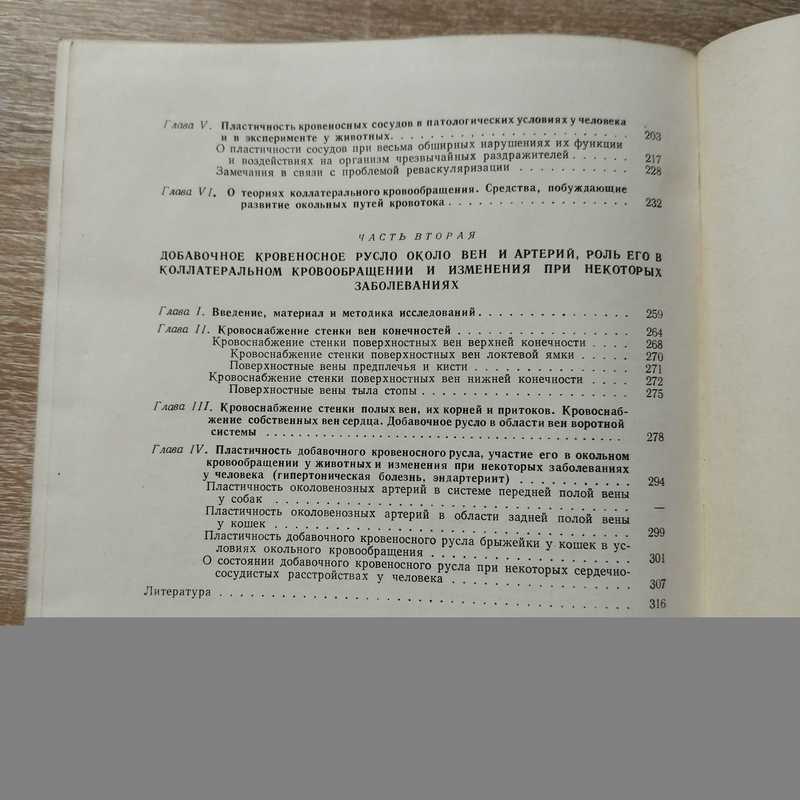 Глава V. Пластичность кровеносных сосудов в патологических условиях у человека
и в эксперименте у животных. . . . . . . . . . . . . . . . . . . . 203
О пластичности сосудов при весьма обширных нарушениях их функции
и воздействиях на организм чрезвычайных раздражителей . . . . . . 217
Замечания в связи с проблемой реваскуляризации . . . . . . . . . . 228
Глава VI. О теориях коллатерального кровообращения. Средства, побуждающие
развитие окольных путей кровотока . . . . . . . . . . . . . . . . . 232
ЧАСТЬ ВТОРАЯ
ДОБАВОЧНОЕ КРОВЕНОСНОЕ РУСЛО ОКОЛО ВЕН И АРТЕРИЙ, РОЛЬ ЕГО В
КОЛЛАТЕРАЛЬНОМ КРОВООБРАЩЕНИИ И ИЗМЕНЕНИЯ ПРИ НЕКОТОРЫХ
ЗАБОЛЕВАНИЯХ
Глава I. Введение, материал и методика исследований . . . . . . . . . . . . . . 259
Глава II. Кровоснабжение стенки вен конечностей . . . . . . . . . . . . . . . . 264
Кровоснабжение стенки поверхностных вен верхней конечности . . . . 268
Кровоснабжение стенки поверхностных вен локтевой ямки . . . . . 270
Поверхностные вены предплечья и кисти . . . . . . . . . . . . . . 271
Кровоснабжение стенки поверхностных вен нижней конечности . . . . 272
Поверхностные вены тыла стопы . . . . . . . . . . . . . . . . . . 275
Глава III. Кровоснабжение стенки полых вен, их корней и притоков. Кровоснаб-
жение собственных вен сердца. Добавочное русло в области вен воротной
системы . . . . . . . . . . . . . . . . . . . . . . . . . . . . . . . . 278
Глава IV. Пластичность добавочного кровеносного русла, участие его в окольном
кровообращении у животных и изменения при некоторых заболеваниях
у человека (гипертоническая болезнь, эндартериит) . . . . . . . . . . 294
Пластичность околовенозных артерий в системе передней полой вены
у собак . . . . . . . . . . . . . . . . . . . . . . . . . . . . . . . —
Пластичность околовенозных артерий в области задней полой вены
у кошек . . . . . . . . . . . . . . . . . . . . . . . . . . . . . . . 299
Пластичность добавочного кровеносного русла брыжейки у кошек в ус-
ловиях окольного кровообращения . . . . . . . . . . . . . . . . . . . 301
О состоянии добавочного кровеносного русла при некоторых сердечно-
сосудистых расстройствах у человека . . . . . . . . . . . . . . . . 307
Литература . . . . . . . . . . . . . . . . . . . . . . . . . . . . . . . . . . 316